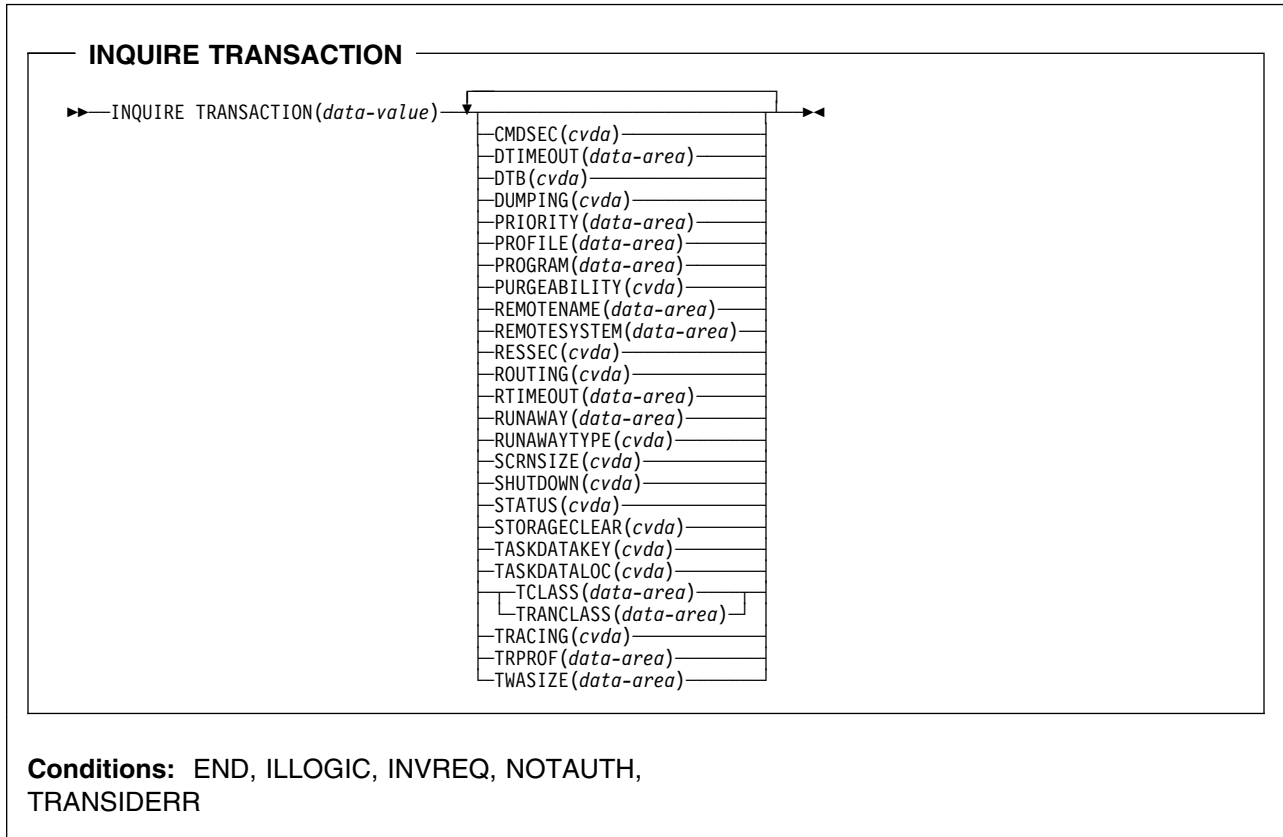 INQUIRE TRANSACTION
INQUIRE TRANSACTION(data-value)
CMDSEC(cvda)
DTIMEOUT(data-area)
DTB(cvda)
DUMPING(cvda)
PRIORITY(data-area)
PROFILE(data-area)
PROGRAM(data-area)
PURGEABILITY(cvda)
REMOTENAME(data-area)
REMOTESYSTEM(data-area)
RESSEC(cvda)
ROUTING(cvda)
RTIMEOUT(data-area)
RUNAWAY(data-area)
RUNAWAYTYPE(cvda)
SCRNSIZE(cvda)
SHUTDOWN(cvda)
STATUS(cvda)
STORAGECLEAR(cvda)
TASKDATAKEY(cvda)
TASKDATALOC(cvda)
TCLASS(data-area)
TRANCLASS(data-area)
TRACING(cvda)
TRPROF(data-area)
TWASIZE(data-area)
Conditions: END, ILLOGIC, INVREQ, NOTAUTH,
TRANSIDERR